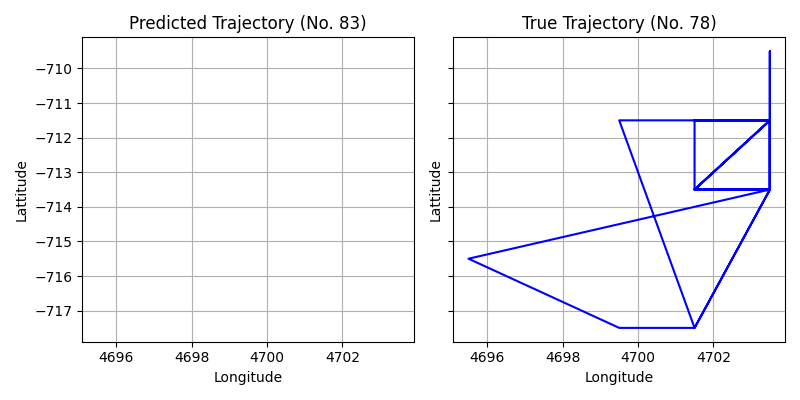 Predicted Trajectory (No. 83)
True Trajectory (No. 78)
−710
−711
−712
−713
−714
−715
−716
−717
Lattitude
4696
4698
4700
4702
Longitude
Lattitude
4696
4698
4700
4702
Longitude